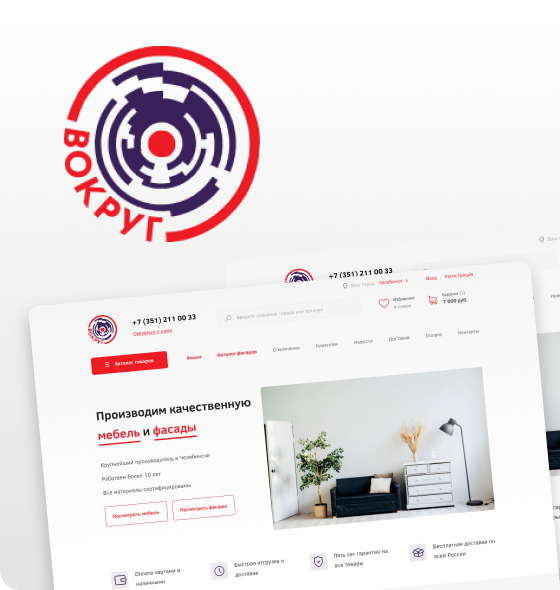 ВОКРУГ
Ваш го
+7 (351) 211 00 33
Ваш город: Челябинск
Вход / Регистрация
ВОКРУГ
+7 (351) 211 00 33
Связаться с нами
Введите название товара или артикул
Избранное
4 товара
Корзина (2)
7 000 руб.
Каталог товаров
Акции
Каталог фасадов
О компании
Клиентам
Новости
Доставка
Оплата
Контакты
Производим качественную
мебель и фасады
Крупнейший производитель в Челябинске
Работаем более 10 лет
Все материалы сертифицированы
Посмотреть мебель
Посмотреть фасады
Оплата картами и
наличными
Быстрая отгрузка и
доставка
Пять лет гарантии на
все товары
Бесплатная доставка по
всей России